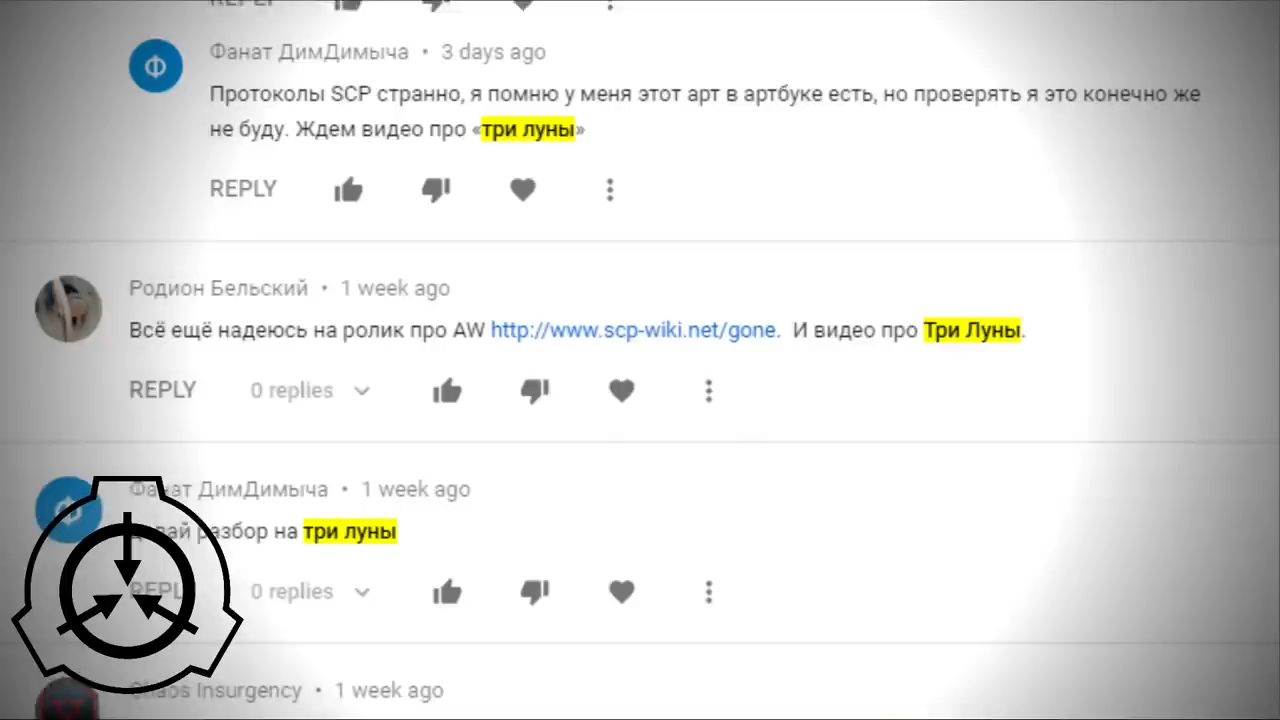 Фанат ДимДимыча • 3 days ago
Протоколы SCP странно, я помню у меня этот арт в артбуке есть, но проверять я это конечно же
не буду. Ждем видео про «три луны»
REPLY
Родион Бельский • 1 week ago
Всё ещё надеюсь на ролик про AW http://www.scp-wiki.net/gone. И видео про Три Луны.
REPLY 0 replies
Фанат ДимДимыча • 1 week ago
разбор на три луны
REPLY 0 replies
Chaos Insurgency • 1 week ago